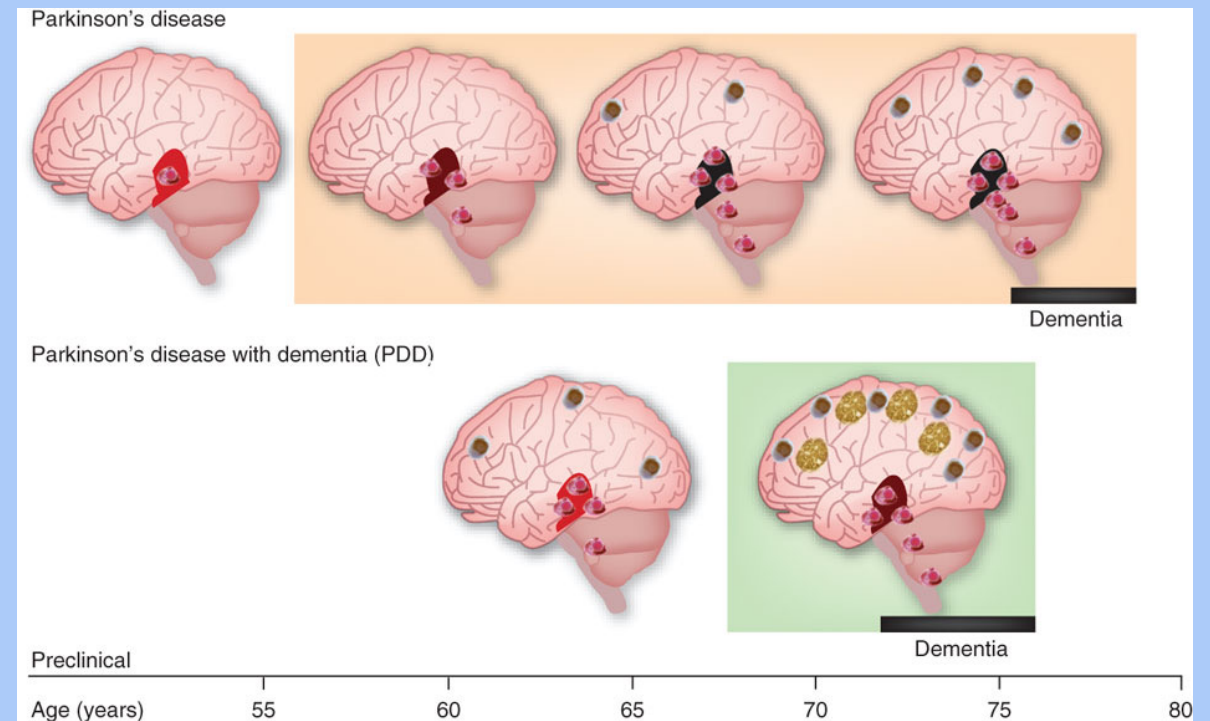 Parkinson's disease
Dementia
Parkinson's disease with dementia (PDD)
Dementia
Preclinical
Age (years) 55 60 65 70 75 80